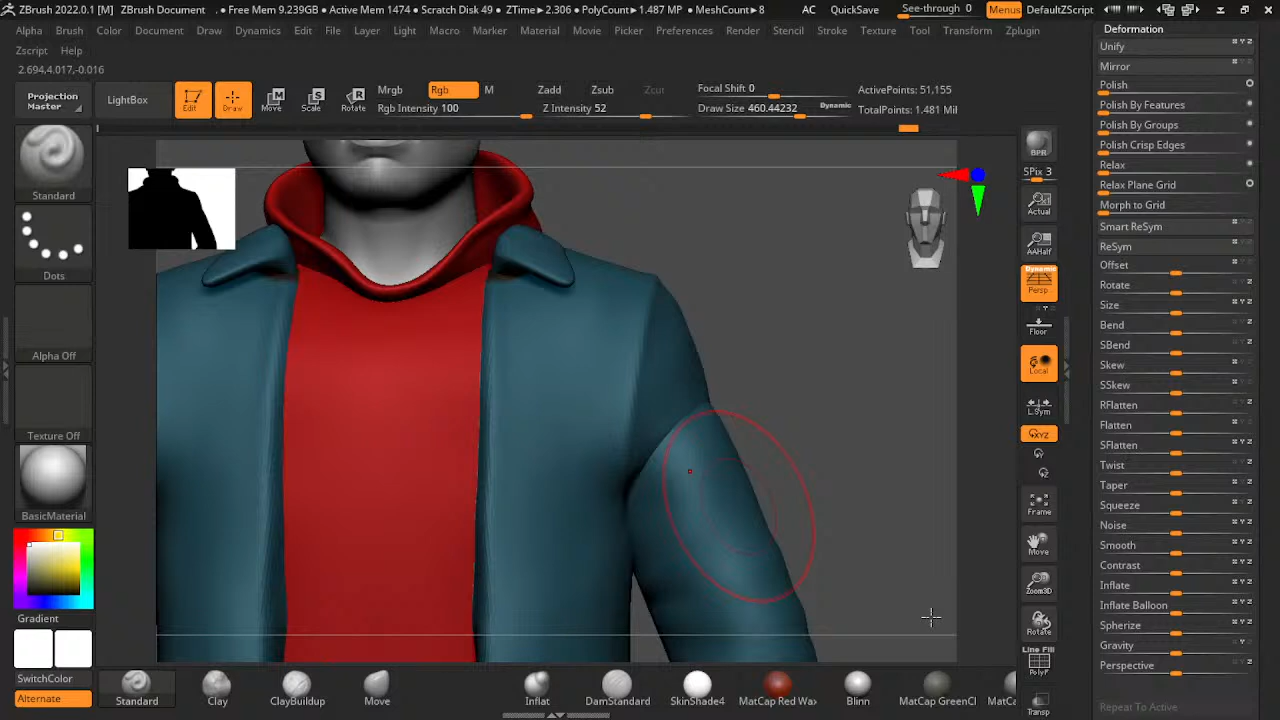 ZBrush 2022.0.1 [M] ZBrush Document . • Free Mem 9.239GB • Active Mem 1474 • Scratch Disk 49 • ZTime▸2.306 • PolyCount▸1.487 MP • MeshCount▸8 AC QuickSave See-through 0 Menus DefaultZScript
Alpha Brush Color Document Draw Dynamics Edit File Layer Light Macro Marker Material Movie Picker Preferences Render Stencil Stroke Texture Tool Transform Zplugin
Zscript Help
2.694,4.017,-0.016
Projection Master
LightBox
Edit
Draw
Move
Scale
Rotate
Mrgb Rgb M
Rgb Intensity 100
Zadd Zsub Zcut
Z Intensity 52
Focal Shift 0
Draw Size 460.44232 Dynamic
ActivePoints: 51,155
TotalPoints: 1.481 Mil
Standard
Dots
Alpha Off
Texture Off
BasicMaterial
Gradient
SwitchColor
Alternate
BPR
SPix 3
Actual
AAHalf
Dynamic
Persp
Floor
Local
L.Sym
XYZ
Frame
Move
Zoom3D
Rotate
Line Fill
PolyF
Transp
Deformation
Unify
Mirror
Polish
Polish By Features
Polish By Groups
Polish Crisp Edges
Relax
Relax Plane Grid
Morph to Grid
Smart ReSym
ReSym
Offset
Rotate
Size
Bend
SBend
Skew
SSkew
RFlatten
Flatten
SFlatten
Twist
Taper
Squeeze
Noise
Smooth
Contrast
Inflate
Inflate Balloon
Spherize
Gravity
Perspective
Repeat To Active
Standard Clay ClayBuildup Move Inflat DamStandard SkinShade4 MatCap Red Wax Blinn MatCap GreenCl MatCa